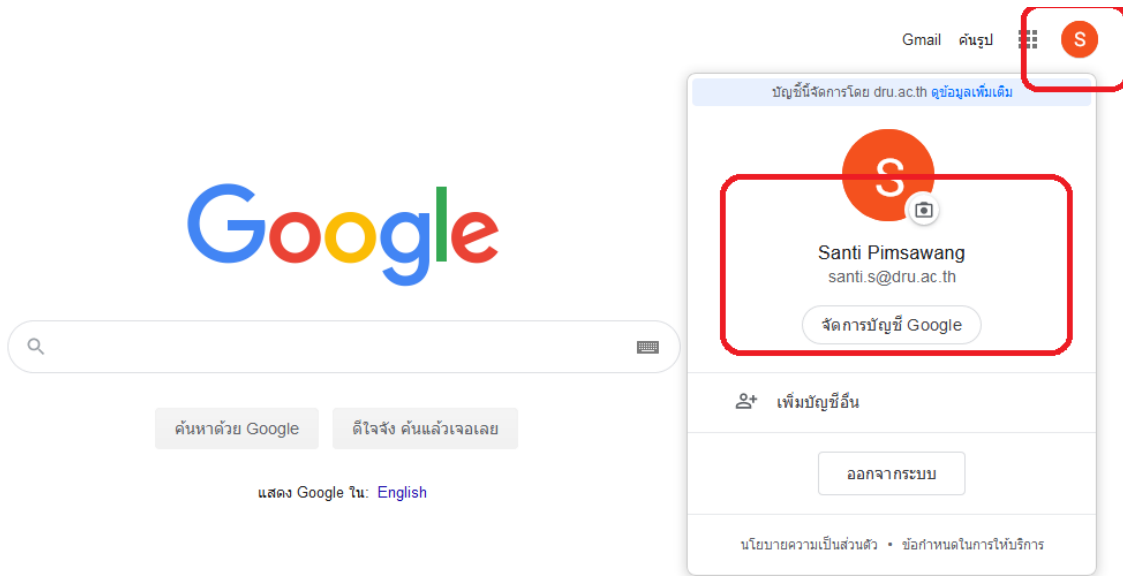 Gmail ค้นรูป S
บัญชีนี้จัดการโดย dru.ac.th ดูข้อมูลเพิ่มเติม
S
Google
Santi Pimsawang
santi.s@dru.ac.th
จัดการบัญชี Google
เพิ่มบัญชีอื่น
ค้นหาด้วย Google ดีใจจัง ค้นแล้วเจอเลย
ออกจากระบบ
แสดง Google ใน: English
นโยบายความเป็นส่วนตัว • ข้อกำหนดในการให้บริการ